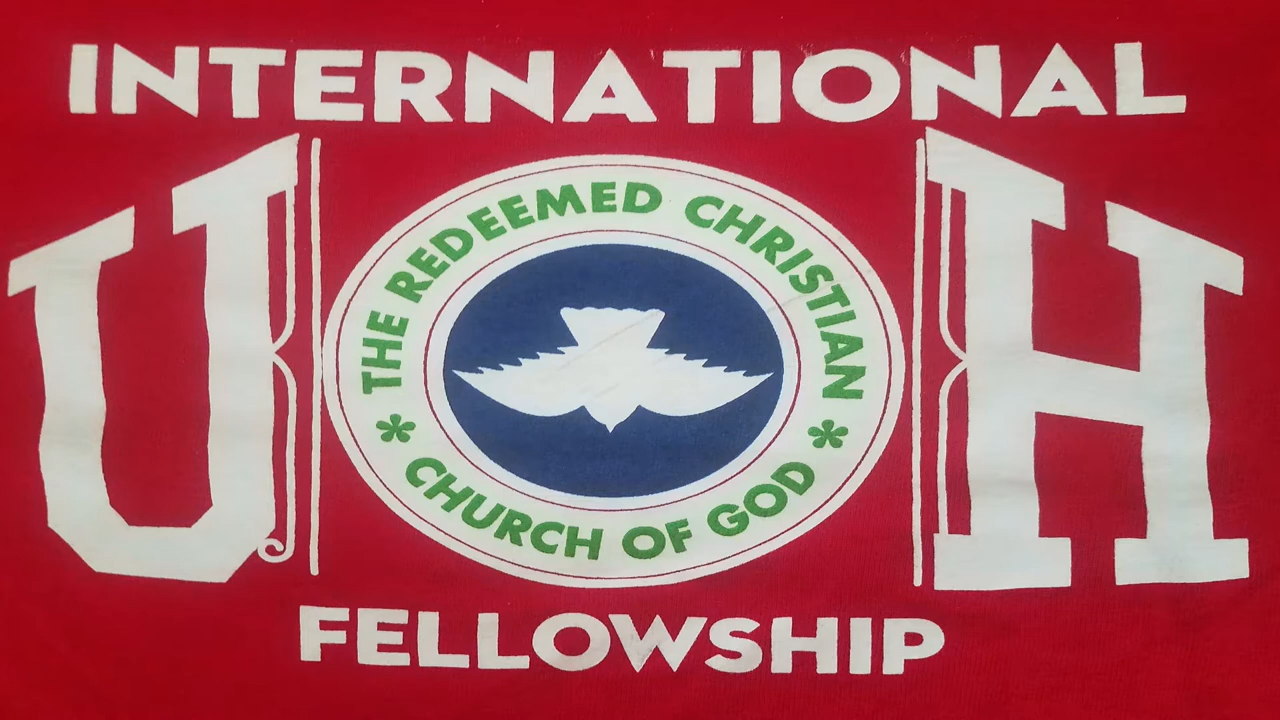 INTERNATIONAL
U H
THE REDEEMED CHRISTIAN
CHURCH OF GOD
FELLOWSHIP